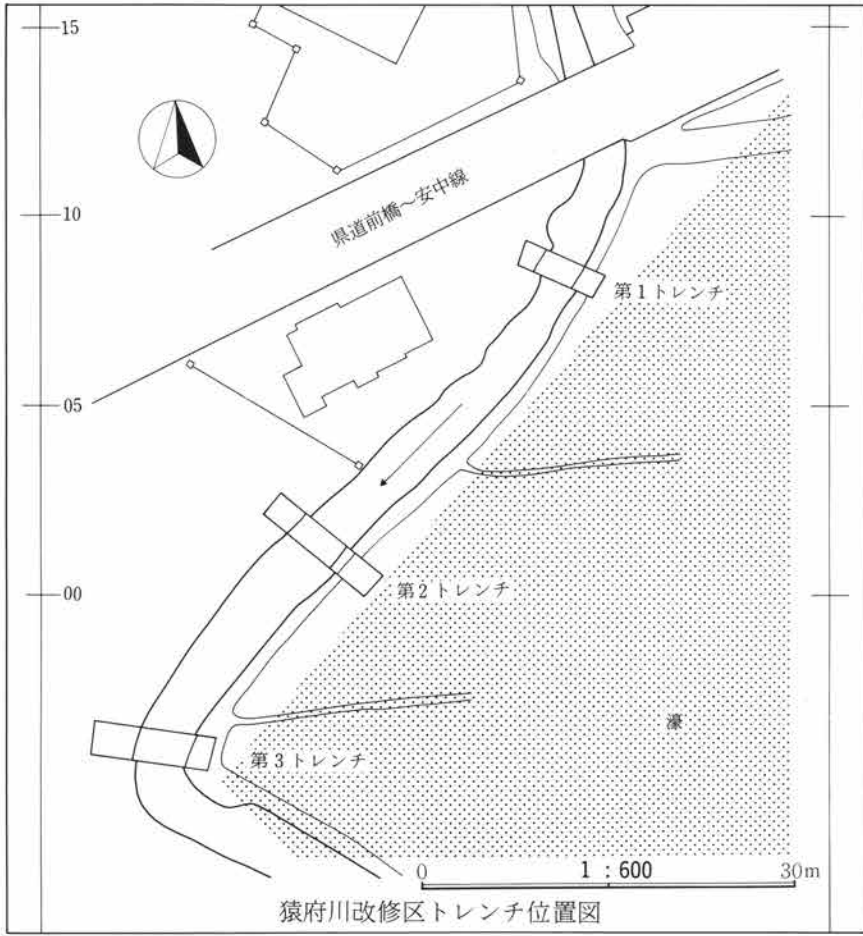 15
10
県道前橋～安中線
第1トレンチ
05
第2トレンチ
00
濠
第3トレンチ
0 1:600 30m
猿府川改修区トレンチ位置図